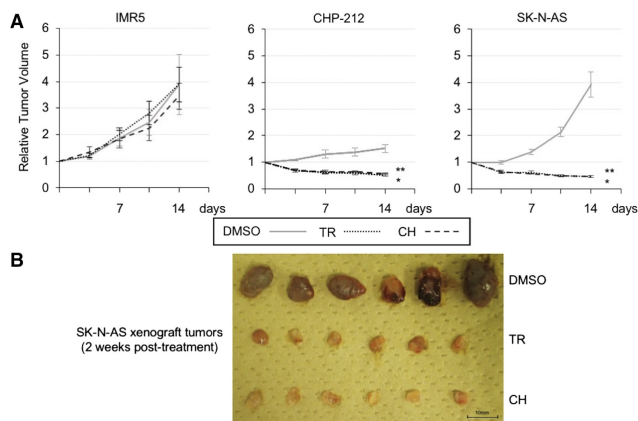 A
IMR5
CHP-212
SK-N-AS
Relative Tumor Volume
6
5
4
3
2
1
0
7
14
days
6
5
4
3
2
1
0
**
*
7
14
days
6
5
4
3
2
1
0
**
*
7
14
days
DMSO
TR
CH
B
SK-N-AS xenograft tumors
(2 weeks post-treatment)
DMSO
TR
CH
10mm